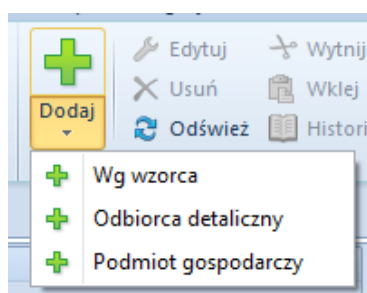 Dodaj
Edytuj
Usuń
Odśwież
Wytnij
Wklej
Histori
Wg wzorca
Odbiorca detaliczny
Podmiot gospodarczy